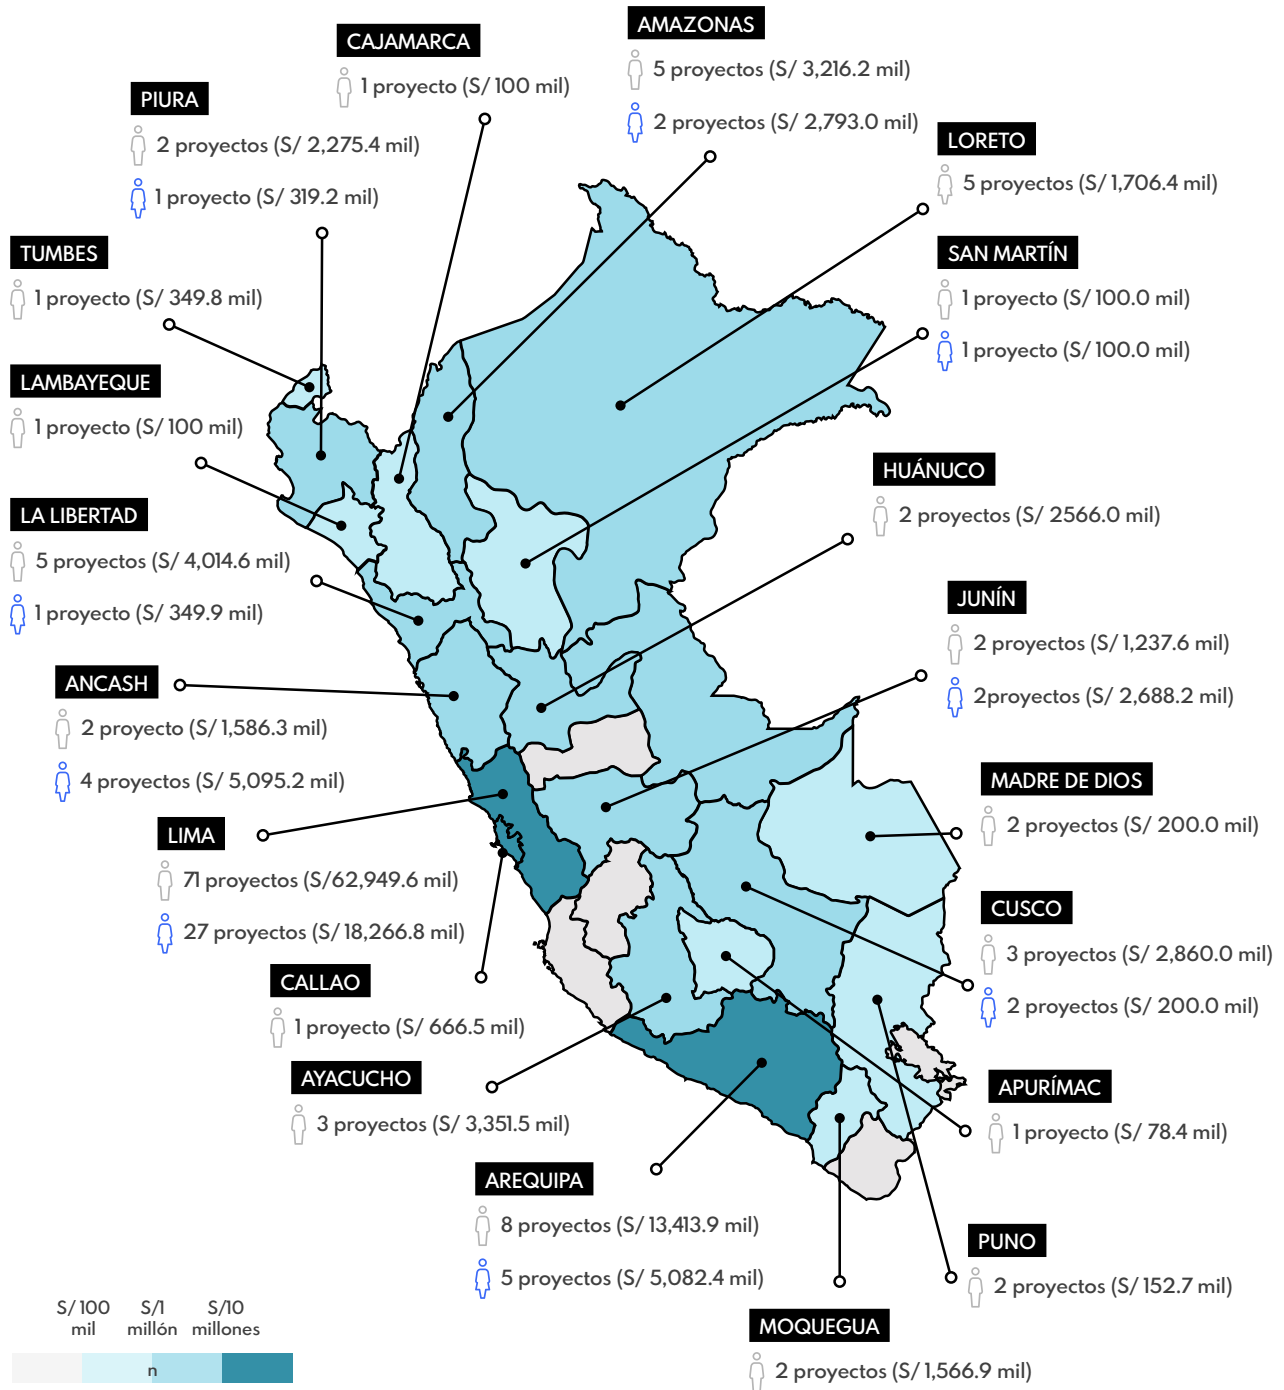 AMAZONAS
5 proyectos (S/ 3,216.2 mil)
2 proyectos (S/ 2,793.0 mil)
CAJAMARCA
1 proyecto (S/ 100 mil)
PIURA
2 proyectos (S/ 2,275.4 mil)
1 proyecto (S/ 319.2 mil)
LORETO
5 proyectos (S/ 1,706.4 mil)
TUMBES
1 proyecto (S/ 349.8 mil)
SAN MARTÍN
1 proyecto (S/ 100.0 mil)
1 proyecto (S/ 100.0 mil)
LAMBAYEQUE
1 proyecto (S/ 100 mil)
HUÁNUCO
2 proyectos (S/ 2566.0 mil)
LA LIBERTAD
5 proyectos (S/ 4,014.6 mil)
1 proyecto (S/ 349.9 mil)
JUNÍN
2 proyectos (S/ 1,237.6 mil)
2proyectos (S/ 2,688.2 mil)
ANCASH
2 proyecto (S/ 1,586.3 mil)
4 proyectos (S/ 5,095.2 mil)
MADRE DE DIOS
2 proyectos (S/ 200.0 mil)
LIMA
71 proyectos (S/62,949.6 mil)
27 proyectos (S/ 18,266.8 mil)
CUSCO
3 proyectos (S/ 2,860.0 mil)
2 proyectos (S/ 200.0 mil)
CALLAO
1 proyecto (S/ 666.5 mil)
AYACUCHO
3 proyectos (S/ 3,351.5 mil)
APURÍMAC
1 proyecto (S/ 78.4 mil)
AREQUIPA
8 proyectos (S/ 13,413.9 mil)
5 proyectos (S/ 5,082.4 mil)
PUNO
2 proyectos (S/ 152.7 mil)
MOQUEGUA
2 proyectos (S/ 1,566.9 mil)
S/ 100 S/1 S/10
mil millón millones
n